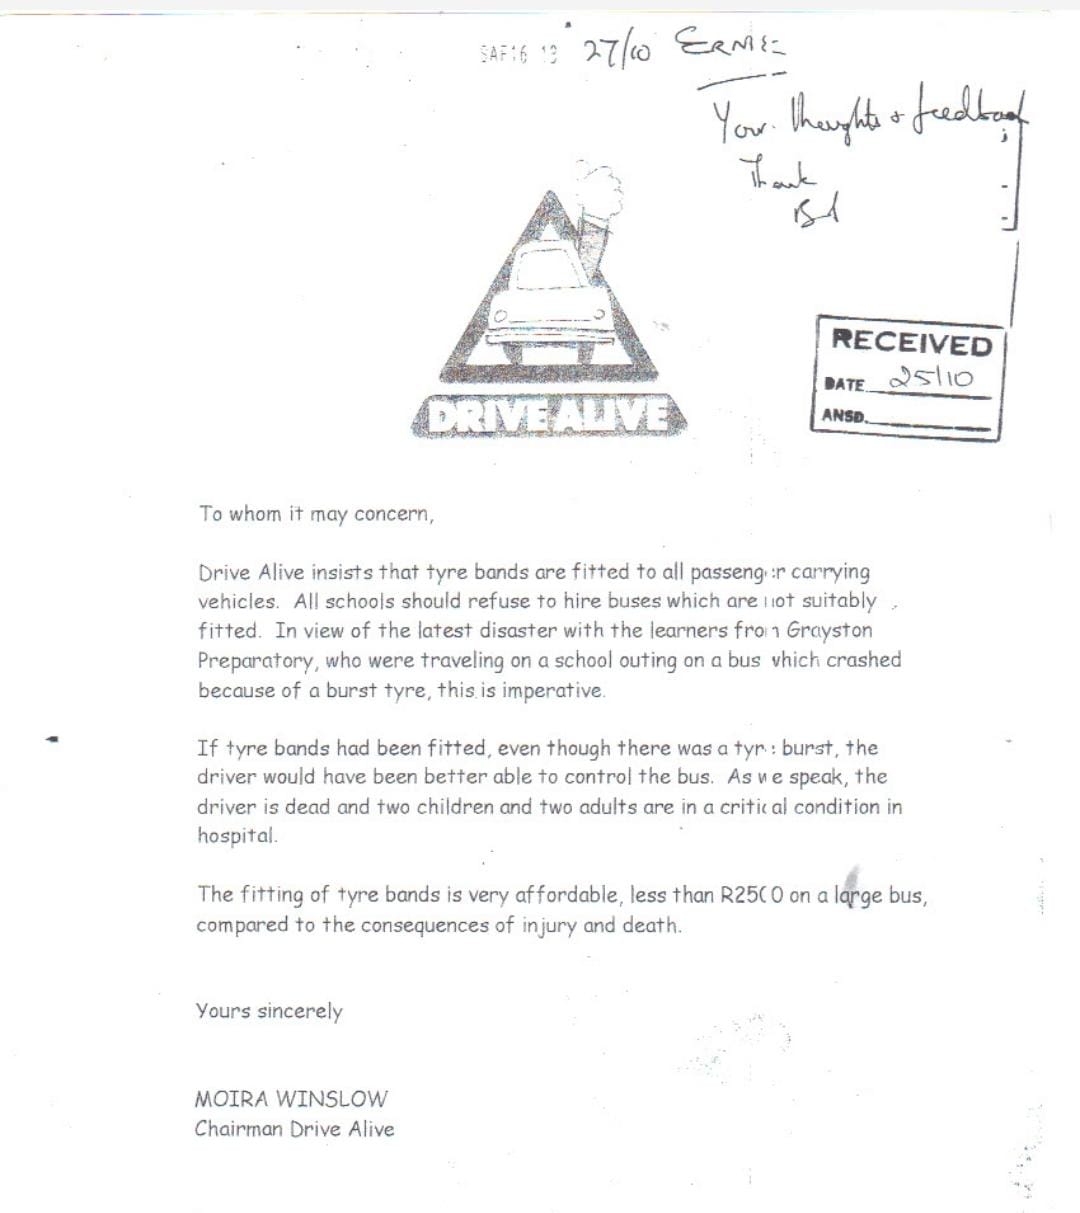 27/10 ERNIE
Your thoughts & feedback
Thank
DRIVE ALIVE
RECEIVED
DATE 25/10
ANSD.
To whom it may concern,
Drive Alive insists that tyre bands are fitted to all passenger carrying
vehicles. All schools should refuse to hire buses which are not suitably
fitted. In view of the latest disaster with the learners from Grayston
Preparatory, who were traveling on a school outing on a bus which crashed
because of a burst tyre, this is imperative.
If tyre bands had been fitted, even though there was a tyre burst, the
driver would have been better able to control the bus. As we speak, the
driver is dead and two children and two adults are in a critical condition in
hospital.
The fitting of tyre bands is very affordable, less than R2500 on a large bus,
compared to the consequences of injury and death.
Yours sincerely
MOIRA WINSLOW
Chairman Drive Alive